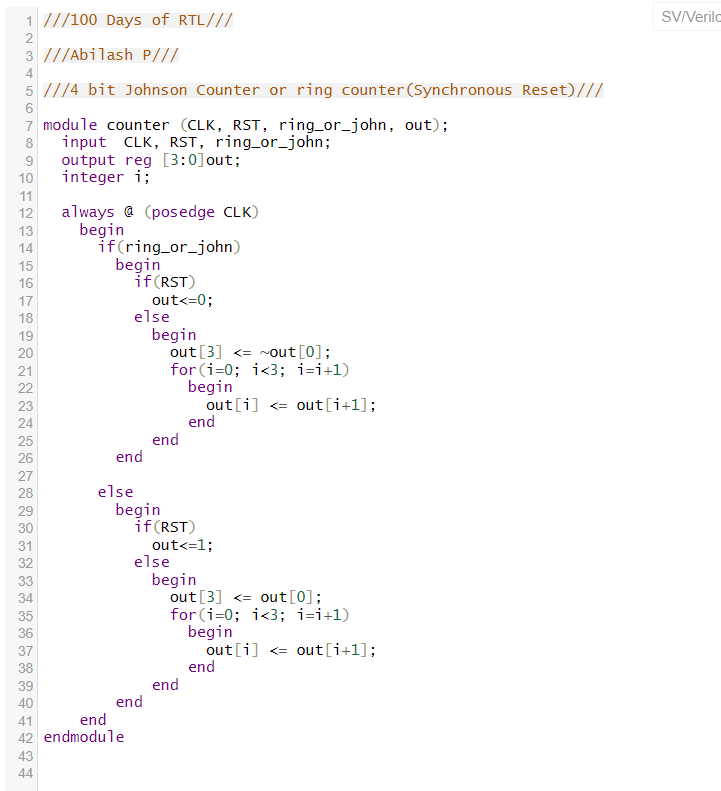 SV/Verilo
1 ///100 Days of RTL///
2
3 ///Abilash P///
4
5 ///4 bit Johnson Counter or ring counter(Synchronous Reset)///
6
7 module counter (CLK, RST, ring_or_john, out);
8   input  CLK, RST, ring_or_john;
9   output reg [3:0]out;
10   integer i;
11
12   always @ (posedge CLK)
13     begin
14       if(ring_or_john)
15         begin
16           if(RST)
17             out<=0;
18           else
19             begin
20               out[3] <= ~out[0];
21               for(i=0; i<3; i=i+1)
22                 begin
23                   out[i] <= out[i+1];
24                 end
25             end
26         end
27
28       else
29         begin
30           if(RST)
31             out<=1;
32           else
33             begin
34               out[3] <= out[0];
35               for(i=0; i<3; i=i+1)
36                 begin
37                   out[i] <= out[i+1];
38                 end
39             end
40         end
41     end
42 endmodule
43
44